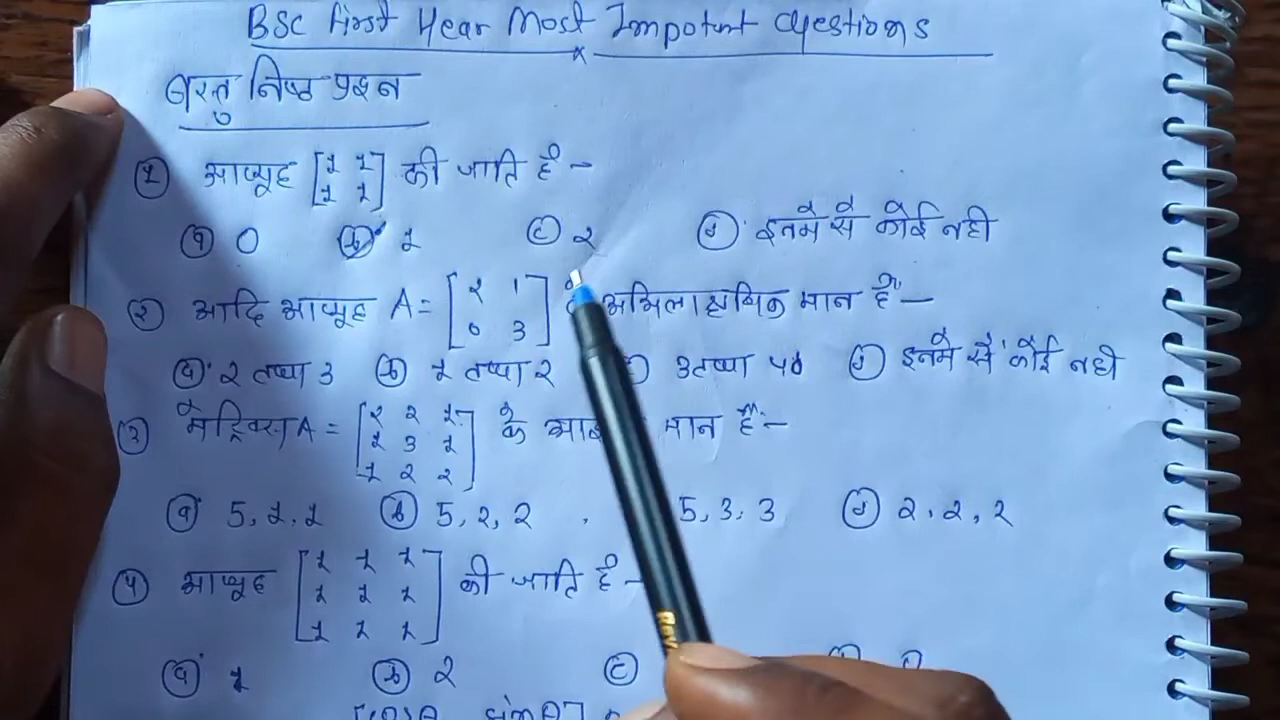 BSc first Year Most Impotent Questions
वस्तु निष्ठ प्रश्न
① आव्यूह [1 1; 1 1] की जाति है -
ⓐ 0 ⓑ 1 ⓒ 2 ⓓ इनमे से कोई नही
② आदि आव्यूह A = [2 1; 0 3] के अभिलाक्षणिक मान है -
ⓐ 2 तथा 3 ⓑ 1 तथा 2 3 तथा ⓓ इनमे से कोई नही
③ मेट्रिक्स A = [2 2 1; 1 3 1; 1 2 2] के मान हैं -
ⓐ 5, 1, 1 ⓑ 5, 2, 2 5, 3, 3 ⓓ 2, 2, 2
④ आव्यूह [1 1 1; 1 1 1; 1 1 1] की जाति है -
ⓐ 1 ⓑ 2 ⓒ